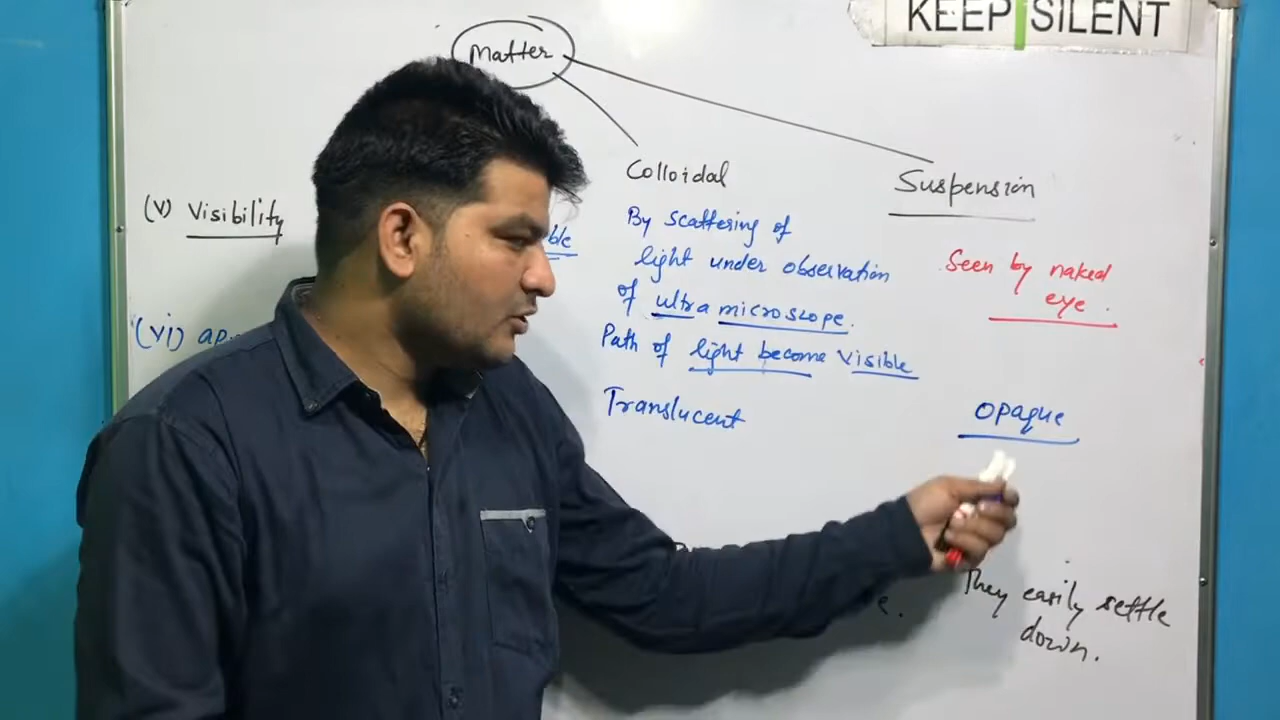 KEEP SILENT
Matter
Colloidal
Suspension
(v) Visibility
By scattering of
light under observation
of ultra microscope.
Path of light become visible
Seen by naked
eye.
(vi)
Translucent
opaque
They easily settle
down.